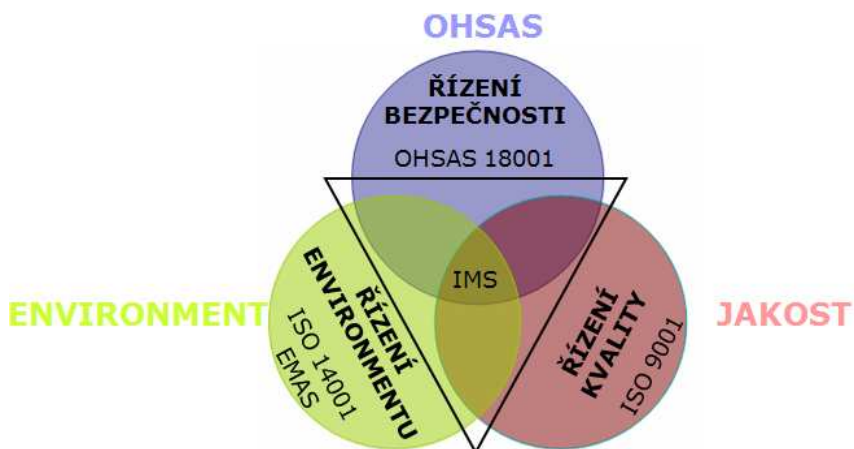 OHSAS
ŘÍZENÍ
BEZPEČNOSTI
OHSAS 18001
IMS
ENVIRONMENT
ŘÍZENÍ
ENVIRONMENTU
ISO 14001
EMAS
ŘÍZENÍ
KVALITY
ISO 9001
JAKOST